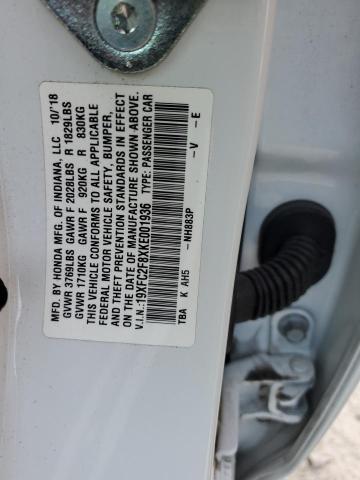 MFD. BY HONDA MFG. OF INDIANA, LLC 10/'18
GVWR 3769LBS GAWR F 2028LBS R 1829LBS
GVWR 1710KG GAWR F 920KG R 830KG
THIS VEHICLE CONFORMS TO ALL APPLICABLE
FEDERAL MOTOR VEHICLE SAFETY, BUMPER,
AND THEFT PREVENTION STANDARDS IN EFFECT
ON THE DATE OF MANUFACTURE SHOWN ABOVE.
V.I.N.: 19XFC2F8XKE001936 TYPE: PASSENGER CAR
TBA K AH5 -NH883P -V -E